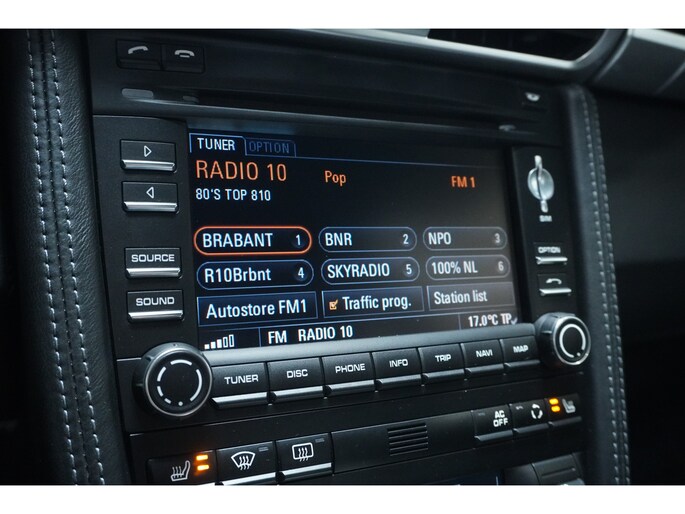 TUNER OPTION
RADIO 10 Pop FM 1
80'S TOP 810
BRABANT 1 BNR 2 NPO 3
R10Brbnt 4 SKYRADIO 5 100% NL 6
Autostore FM1 Traffic prog. Station list
FM RADIO 10 17.0°C TP
SOURCE
SOUND
SIM
OPTION
TUNER DISC PHONE INFO TRIP NAVI MAP
AC
OFF